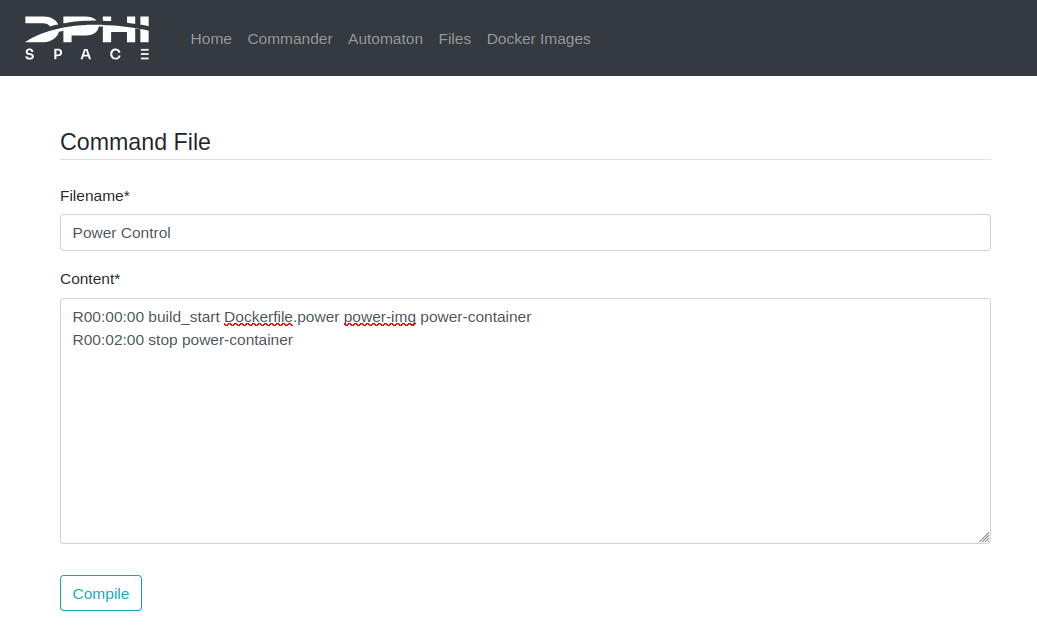 DPHI
SPACE
Home Commander Automaton Files Docker Images
Command File
Filename*
Power Control
Content*
R00:00:00 build_start Dockerfile.power power-img power-container
R00:02:00 stop power-container
Compile